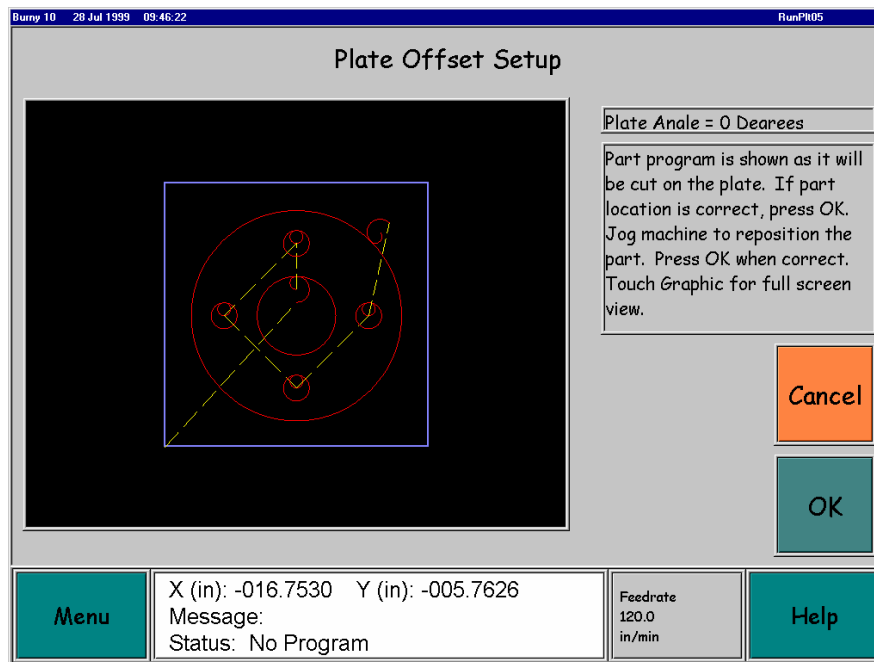 Burny 10 28 Jul 1999 09:46:22 RunPlt05
Plate Offset Setup
Plate Anale = 0 Dearees
Part program is shown as it will
be cut on the plate. If part
location is correct, press OK.
Jog machine to reposition the
part. Press OK when correct.
Touch Graphic for full screen
view.
Cancel
OK
Menu
X (in): -016.7530 Y (in): -005.7626
Message:
Status: No Program
Feedrate
120.0
in/min
Help